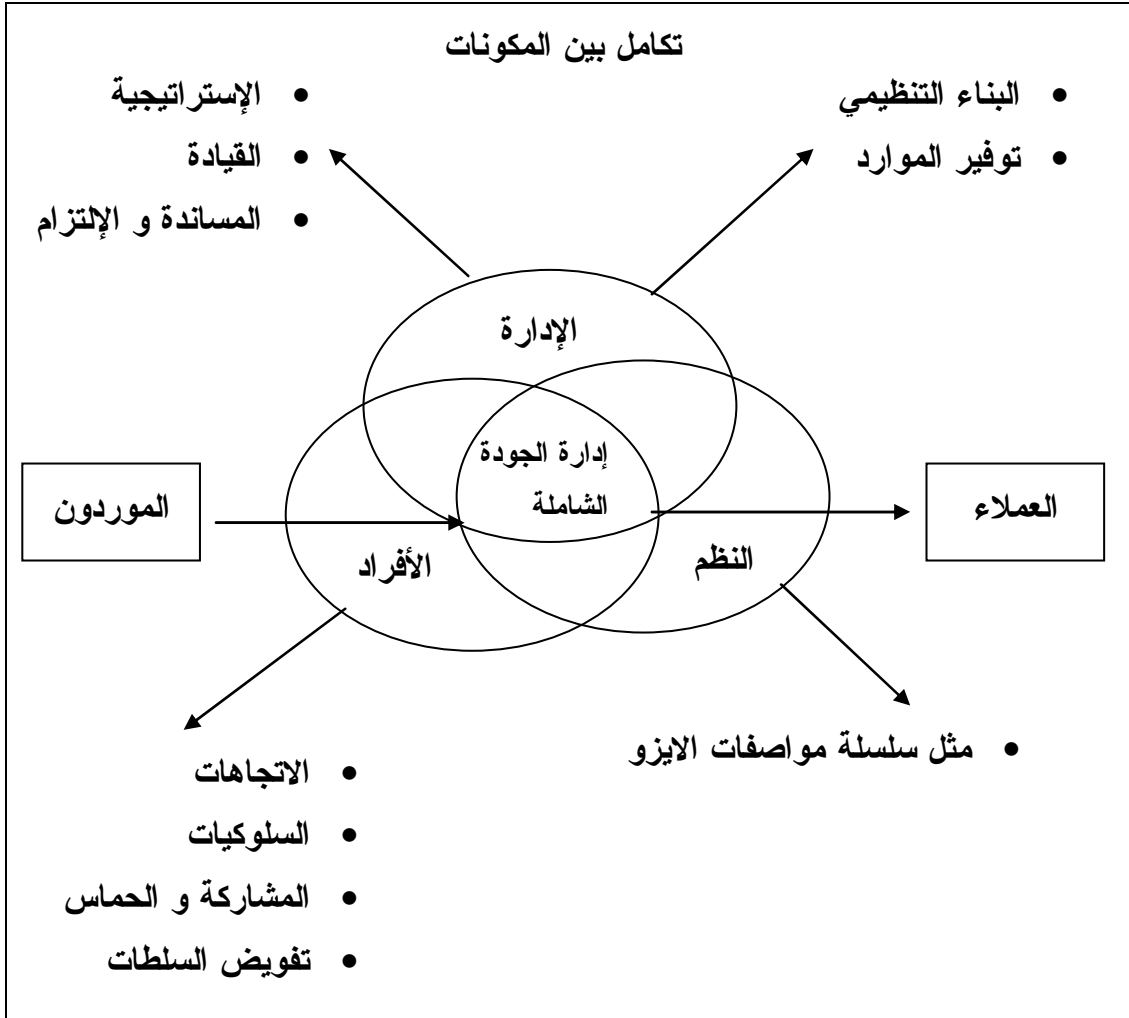 تكامل بين المكونات
• البناء التنظيمي
• توفير الموارد
• الإستراتيجية
• القيادة
• المساندة و الإلتزام
الإدارة
إدارة الجودة
الشاملة
الموردون
العملاء
الأفراد
النظم
• مثل سلسلة مواصفات الايزو
• الاتجاهات
• السلوكيات
• المشاركة و الحماس
• تفويض السلطات